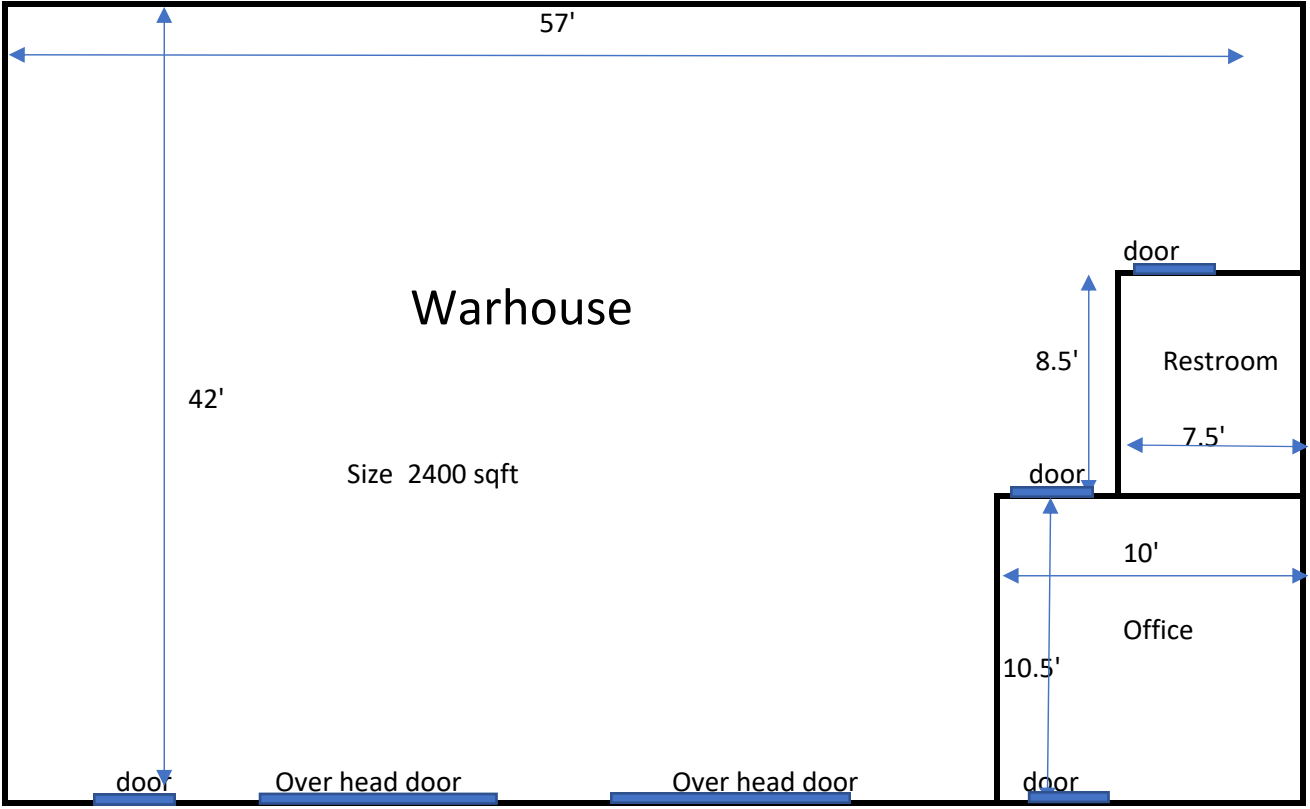 57'
door
Warhouse
8.5'
Restroom
42'
7.5'
Size  2400 sqft
door
10'
Office
10.5'
door
Over head door
Over head door
door